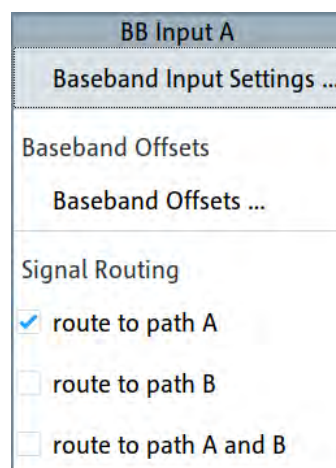 BB Input A
Baseband Input Settings ...
Baseband Offsets
Baseband Offsets ...
Signal Routing
route to path A
route to path B
route to path A and B